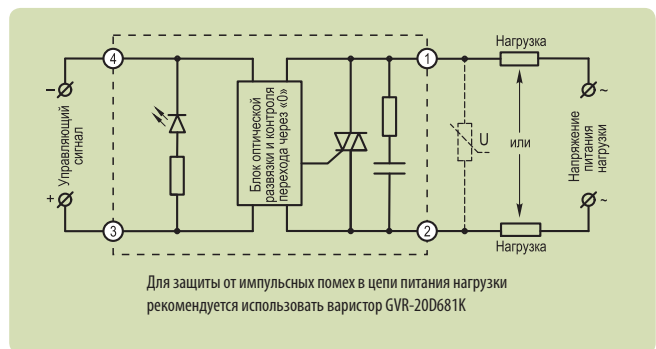 4
1
Нагрузка
−
~
Управляющий
сигнал
Блок оптической
развязки и контроля
перехода через «0»
U
или
Напряжение
питания
нагрузки
+
~
3
2
Нагрузка
Для защиты от импульсных помех в цепи питания нагрузки
рекомендуется использовать варистор GVR-20D681K